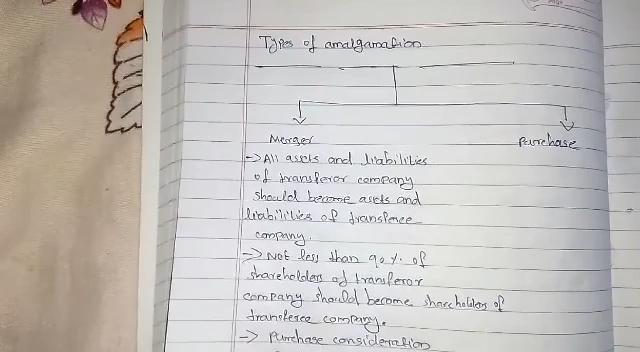 Types of amalgamation
Merger
Purchase
-> All assets and liabilities
of transferor company
should become assets and
liabilities of transferee
company.
-> Not less than 90% of
shareholders of transferor
company should become shareholders of
transferee company.
-> Purchase consideration